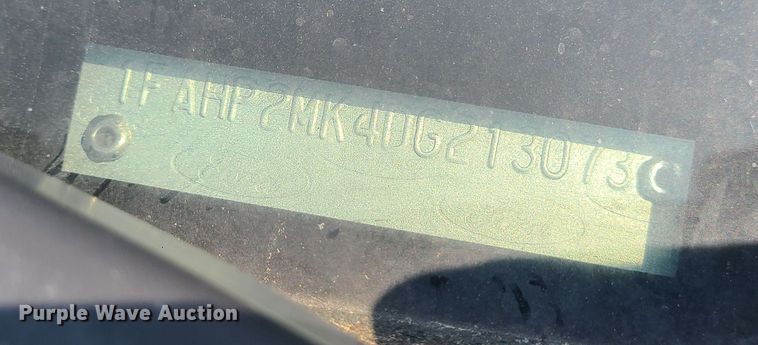 1FAHP2MK4DG213073
Purple Wave Auction